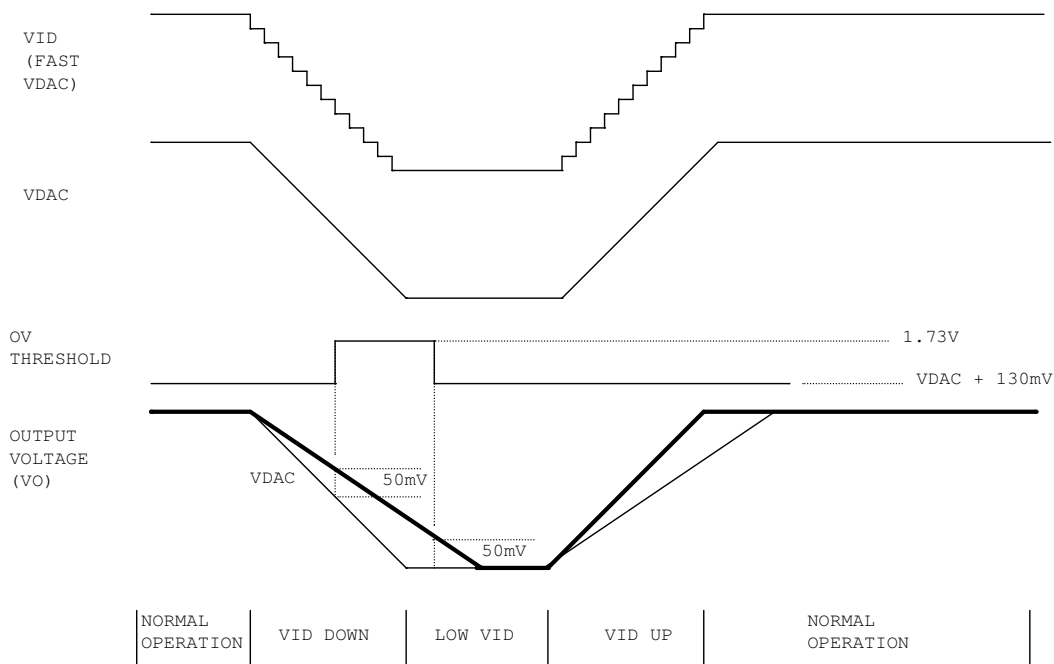 VID
(FAST
VDAC)
VDAC
OV
THRESHOLD
1.73V
VDAC + 130mV
OUTPUT
VOLTAGE
(VO)
VDAC
50mV
50mV
NORMAL
OPERATION
VID DOWN
LOW VID
VID UP
NORMAL
OPERATION